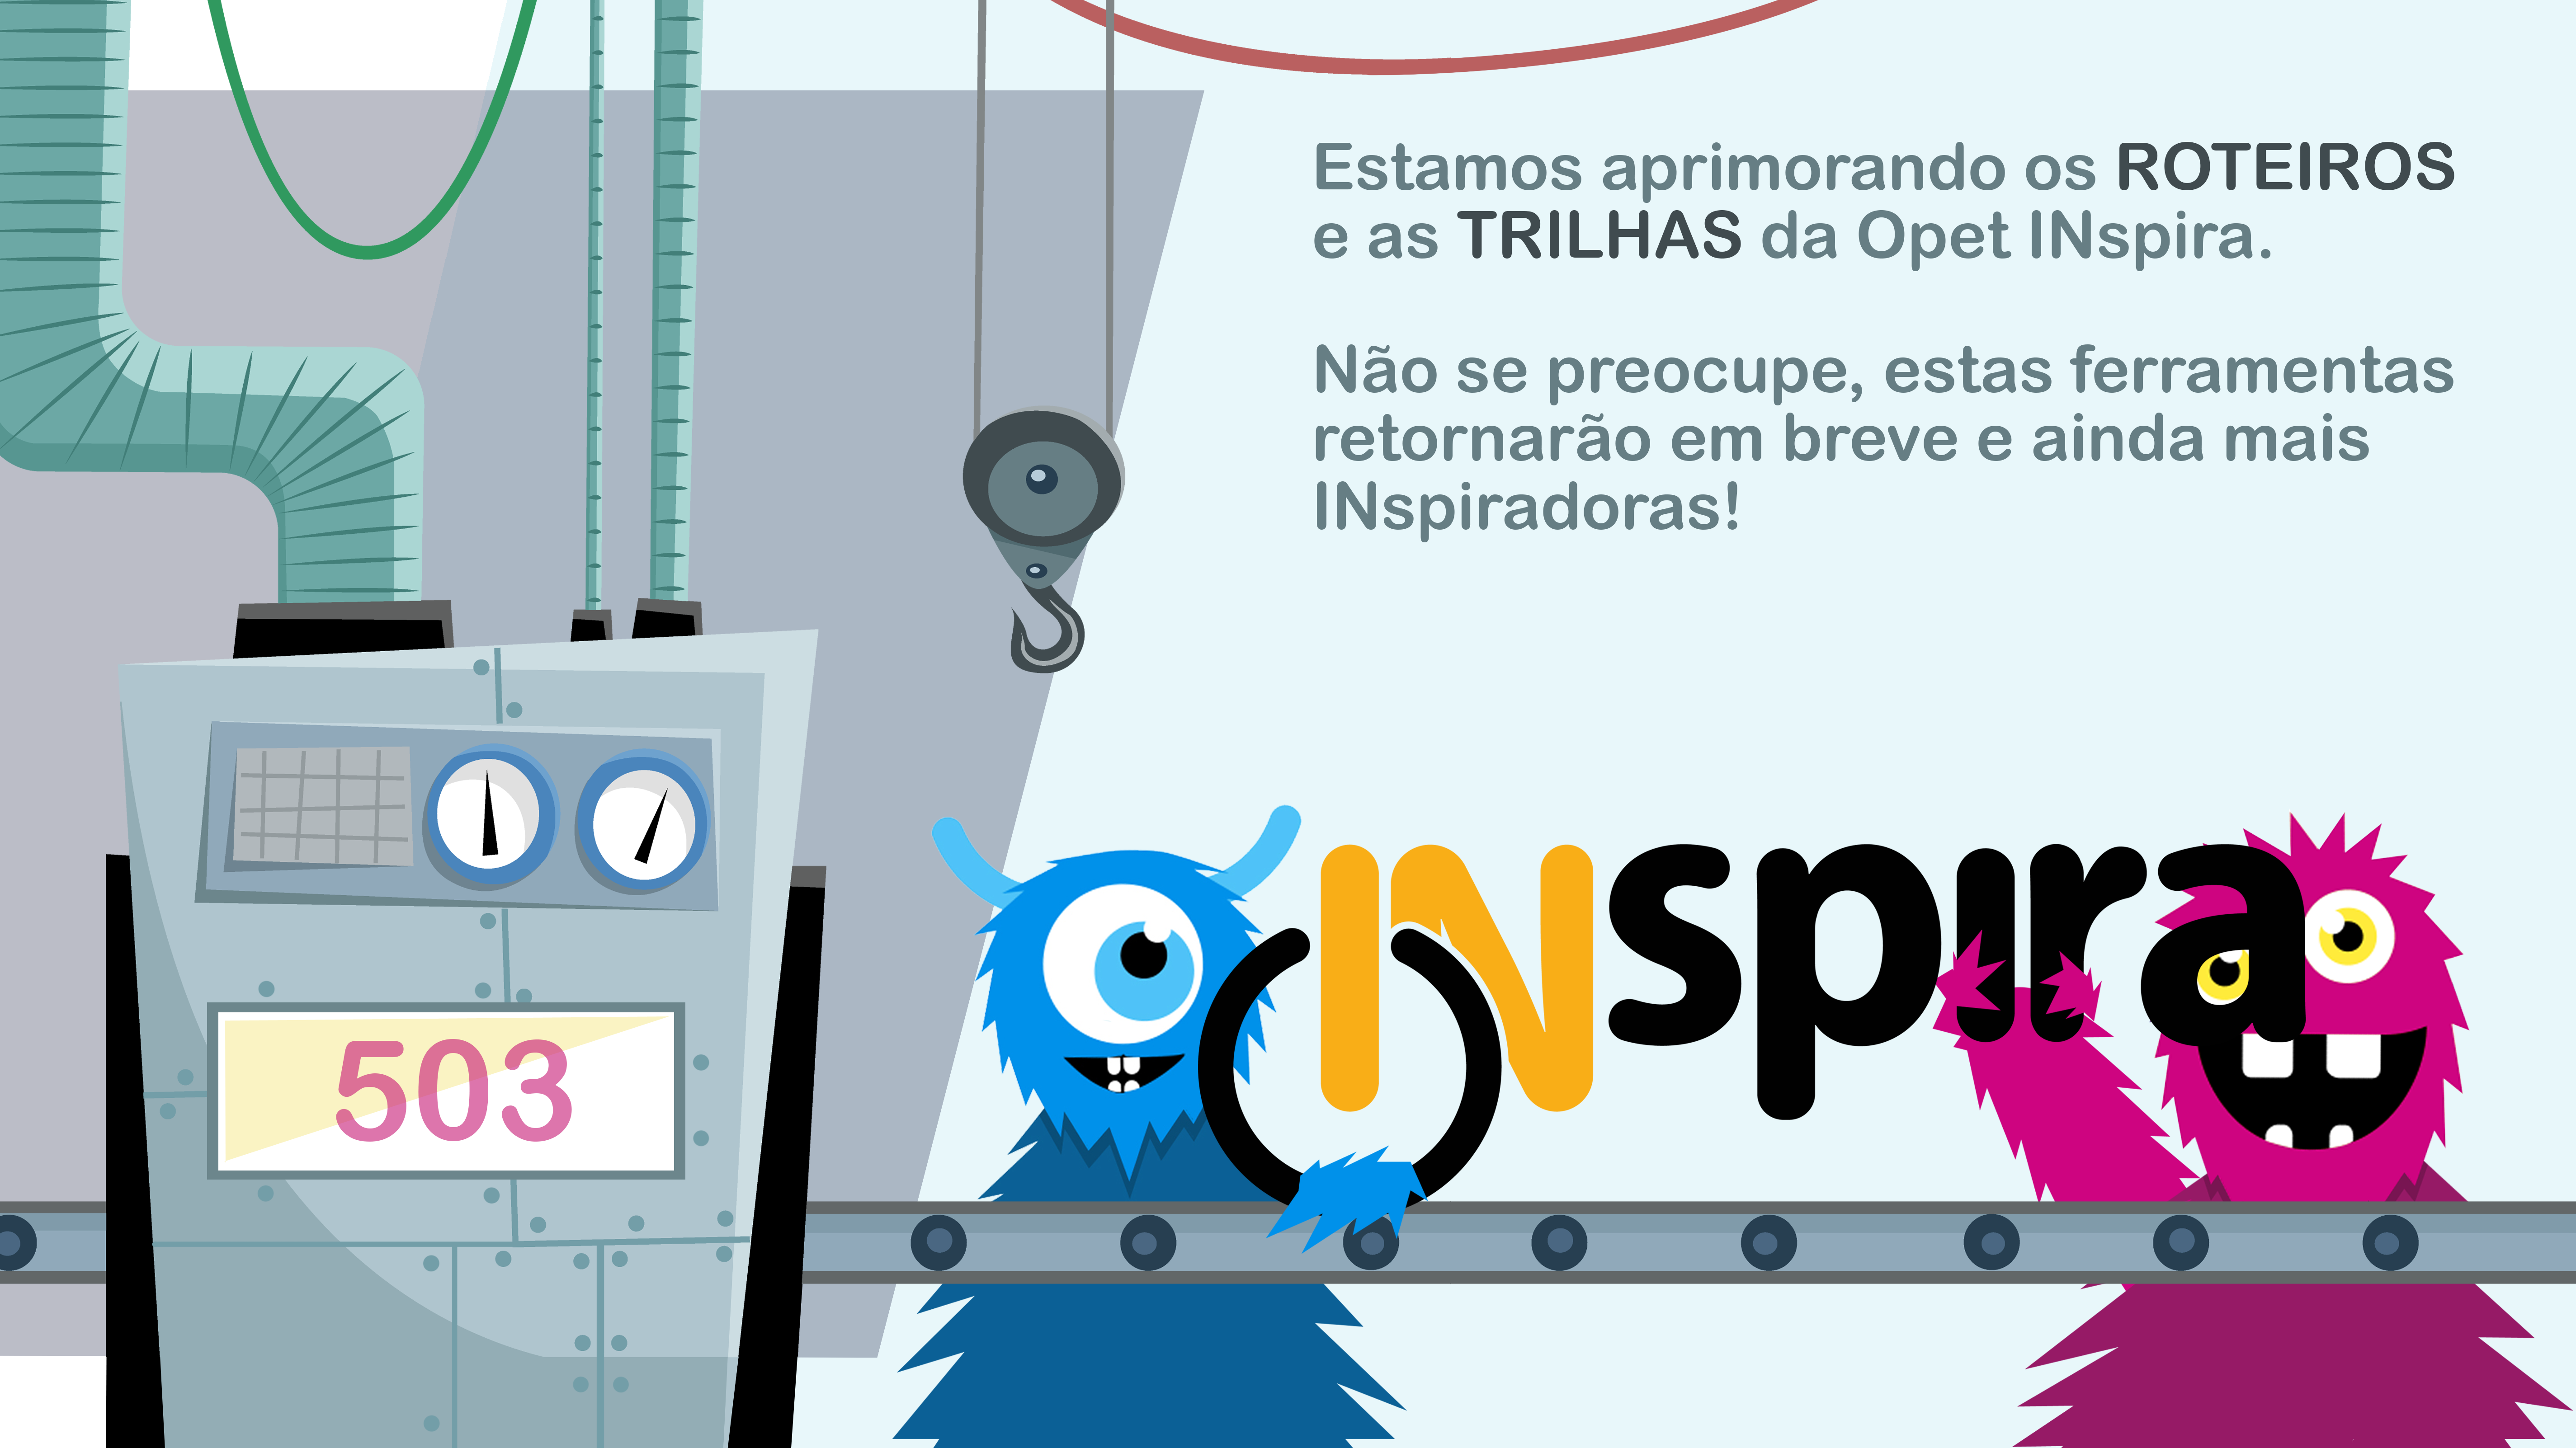 Estamos aprimorando os ROTEIROS
e as TRILHAS da Opet INspira.
Não se preocupe, estas ferramentas
retornarão em breve e ainda mais
INspiradoras!
INspira
503